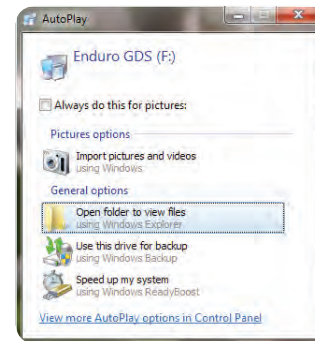 AutoPlay
Enduro GDS (F:)
Always do this for pictures:
Pictures options
Import pictures and videos
using Windows
General options
Open folder to view files
using Windows Explorer
Use this drive for backup
using Windows Backup
Speed up my system
using Windows ReadyBoost
View more AutoPlay options in Control Panel